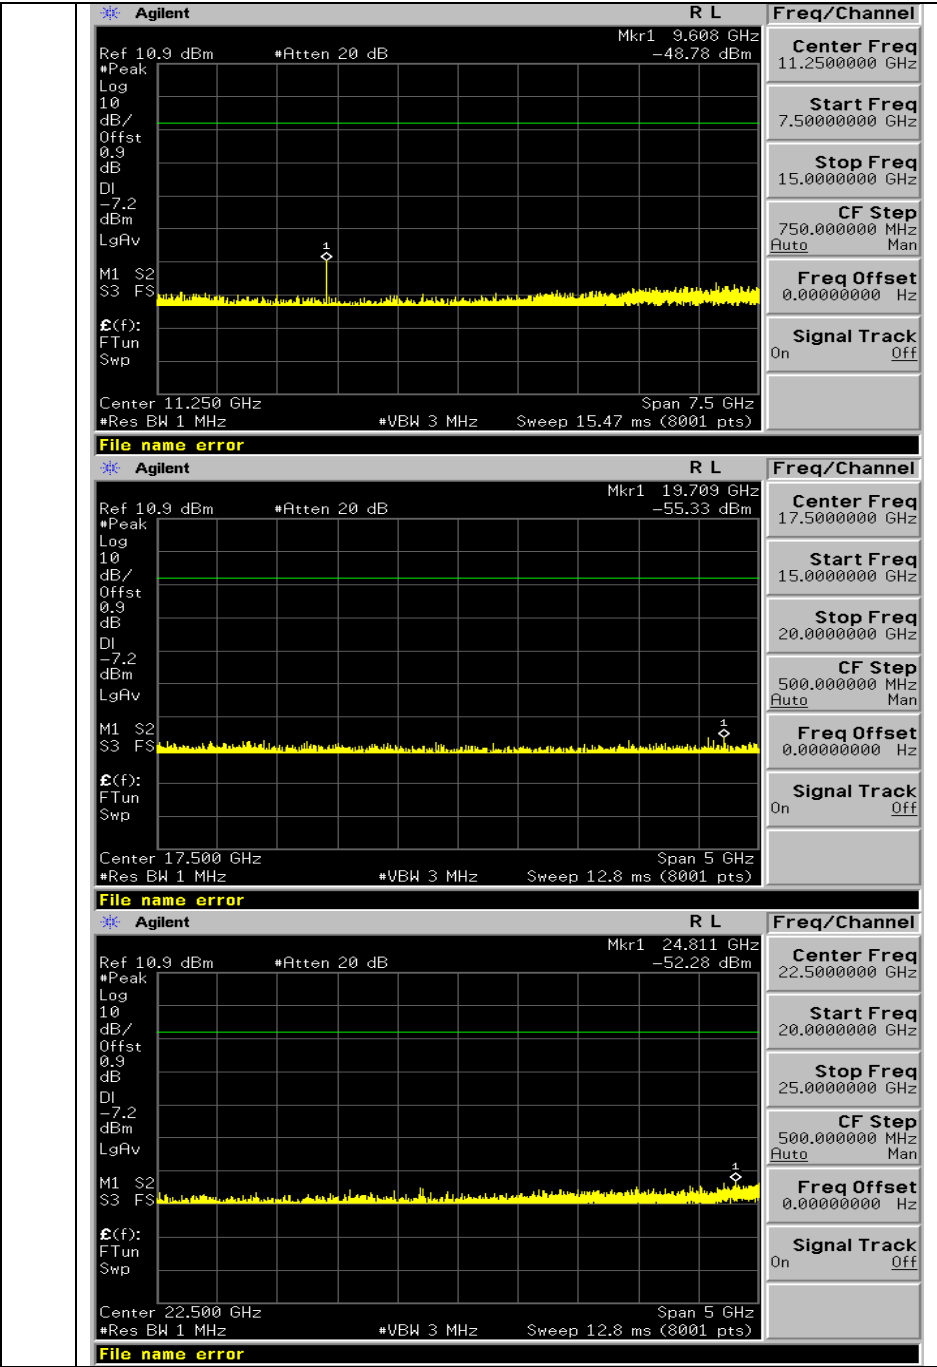 Agilent R L Freq/Channel
Mkr1 9.608 GHz
Ref 10.9 dBm #Atten 20 dB -48.78 dBm
#Peak
Log
10
dB/
Offst
0.9
dB
DI
-7.2
dBm
LgAv
1
M1 S2
S3 FS
£(f):
FTun
Swp
Center 11.250 GHz Span 7.5 GHz
#Res BW 1 MHz #VBW 3 MHz Sweep 15.47 ms (8001 pts)
File name error
Center Freq
11.2500000 GHz
Start Freq
7.50000000 GHz
Stop Freq
15.0000000 GHz
CF Step
750.000000 MHz
Auto Man
Freq Offset
0.00000000 Hz
Signal Track
On Off
Agilent R L Freq/Channel
Mkr1 19.709 GHz
Ref 10.9 dBm #Atten 20 dB -55.33 dBm
#Peak
Log
10
dB/
Offst
0.9
dB
DI
-7.2
dBm
LgAv
1
M1 S2
S3 FS
£(f):
FTun
Swp
Center 17.500 GHz Span 5 GHz
#Res BW 1 MHz #VBW 3 MHz Sweep 12.8 ms (8001 pts)
File name error
Center Freq
17.5000000 GHz
Start Freq
15.0000000 GHz
Stop Freq
20.0000000 GHz
CF Step
500.000000 MHz
Auto Man
Freq Offset
0.00000000 Hz
Signal Track
On Off
Agilent R L Freq/Channel
Mkr1 24.811 GHz
Ref 10.9 dBm #Atten 20 dB -52.28 dBm
#Peak
Log
10
dB/
Offst
0.9
dB
DI
-7.2
dBm
LgAv
1
M1 S2
S3 FS
£(f):
FTun
Swp
Center 22.500 GHz Span 5 GHz
#Res BW 1 MHz #VBW 3 MHz Sweep 12.8 ms (8001 pts)
File name error
Center Freq
22.5000000 GHz
Start Freq
20.0000000 GHz
Stop Freq
25.0000000 GHz
CF Step
500.000000 MHz
Auto Man
Freq Offset
0.00000000 Hz
Signal Track
On Off